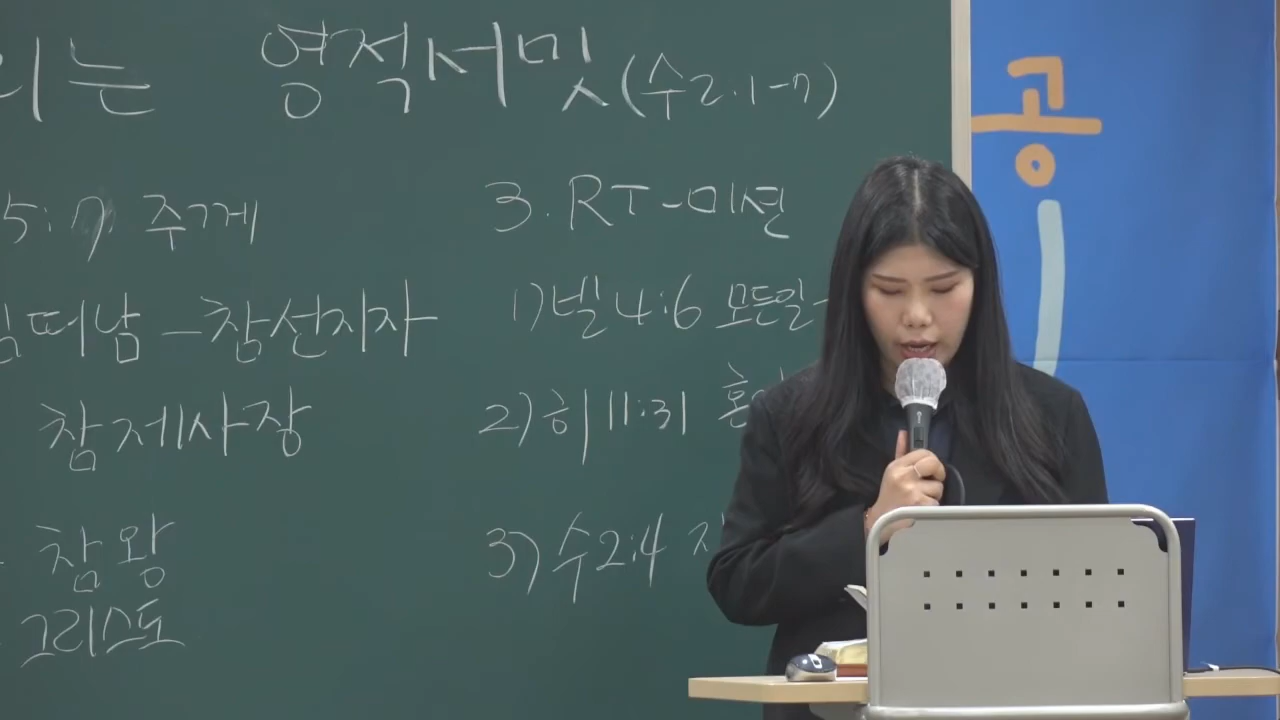 는 영적서밋(수2:1-7)
5:7 주께
떠남-참선지자
참제사장
참왕
그리스도
3. RT-미션
1) 넬4:6 모든일-
2) 히11:31
3) 수2:4
공